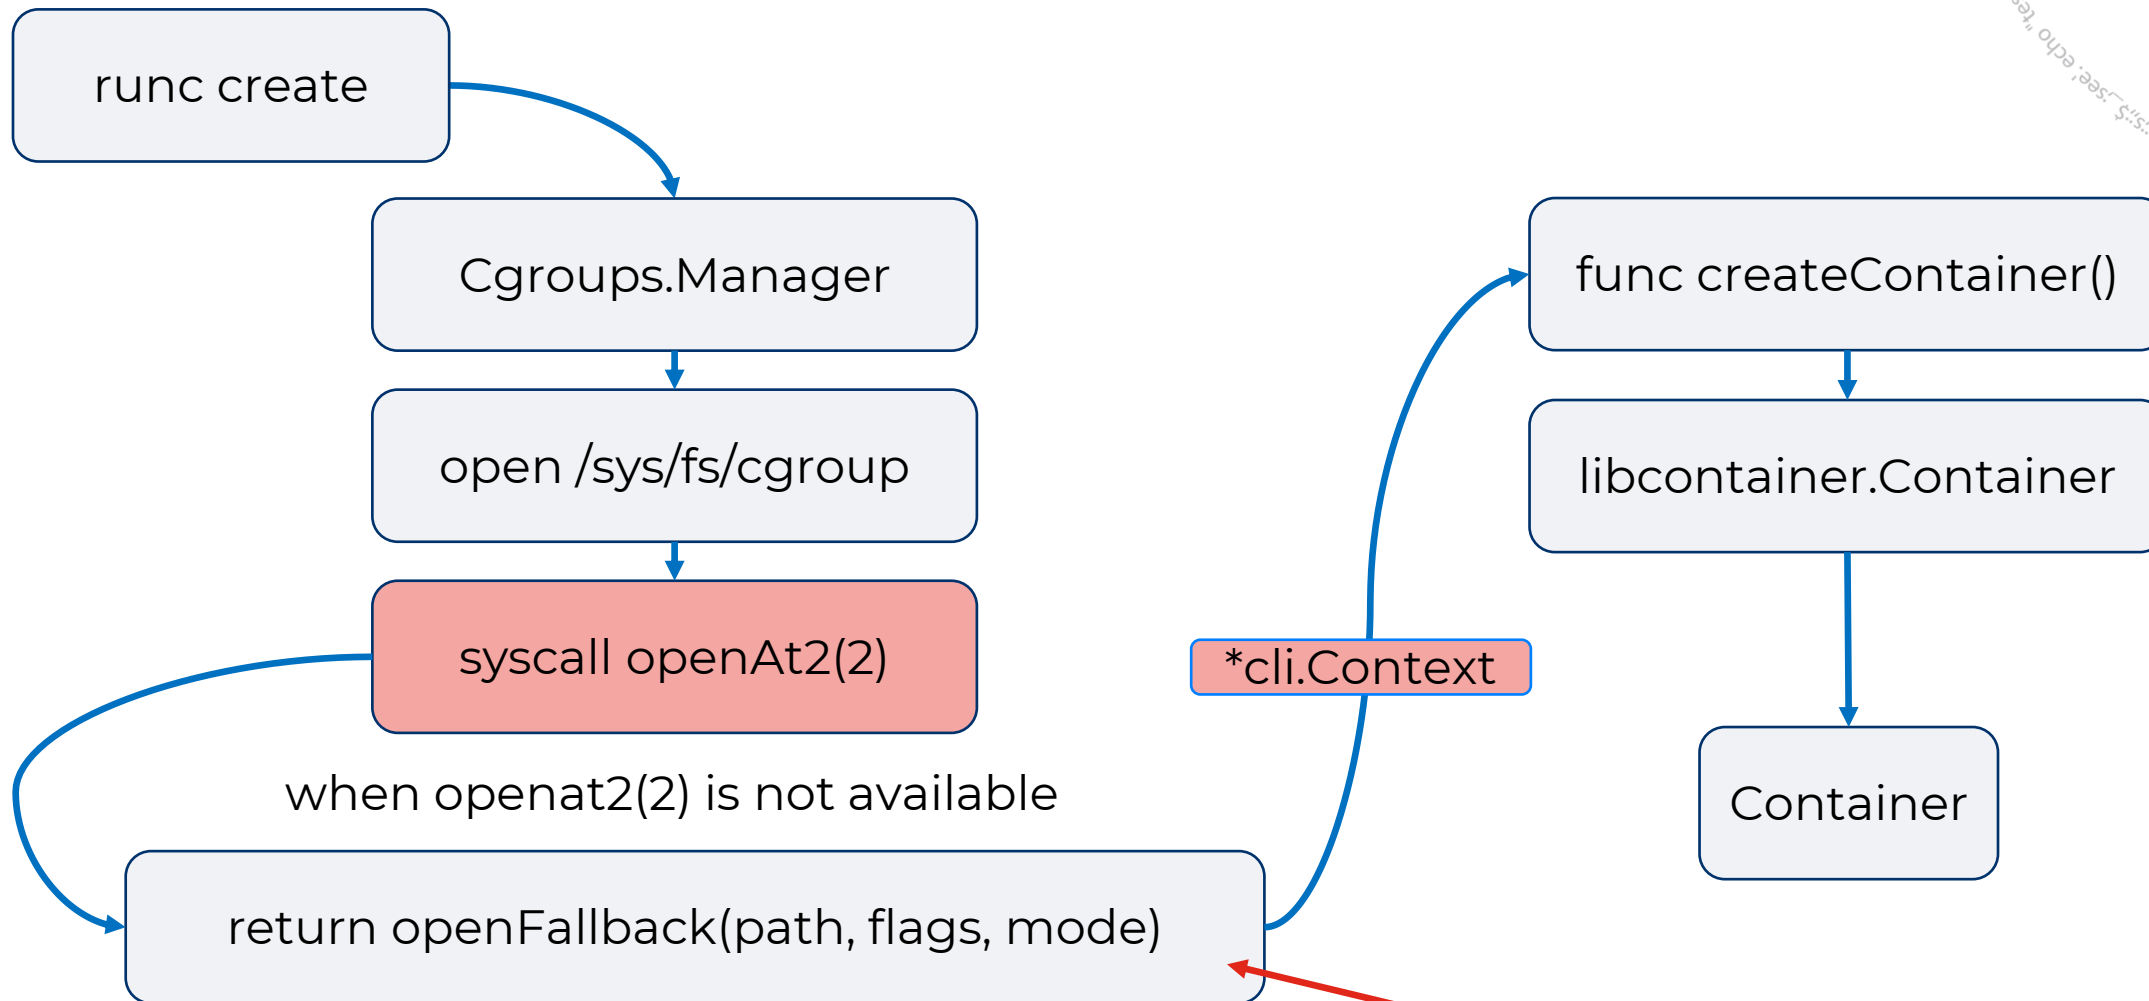 runc create
Cgroups.Manager
open /sys/fs/cgroup
syscall openAt2(2)
when openat2(2) is not available
return openFallback(path, flags, mode)
*cli.Context
func createContainer()
libcontainer.Container
Container